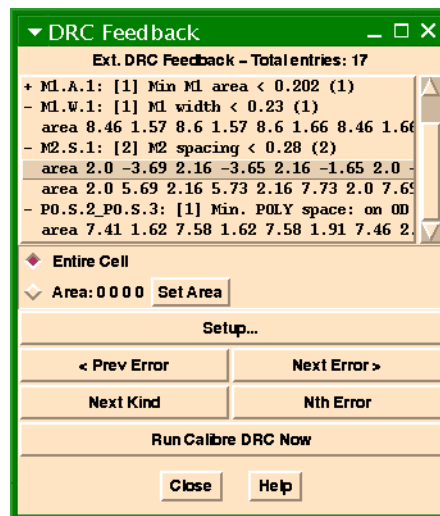 DRC Feedback
Ext. DRC Feedback – Total entries: 17
+ M1.A.1: [1] Min M1 area < 0.202 (1)
– M1.W.1: [1] M1 width < 0.23 (1)
area 8.46 1.57 8.6 1.57 8.6 1.66 8.46 1.66
– M2.S.1: [2] M2 spacing < 0.28 (2)
area 2.0 -3.69 2.16 -3.65 2.16 -1.65 2.0 -
area 2.0 5.69 2.16 5.73 2.16 7.73 2.0 7.69
– PO.S.2_PO.S.3: [1] Min. POLY space: on OD
area 7.41 1.62 7.58 1.62 7.58 1.91 7.46 2.
Entire Cell
Area: 0 0 0 0 Set Area
Setup...
< Prev Error Next Error >
Next Kind Nth Error
Run Calibre DRC Now
Close Help